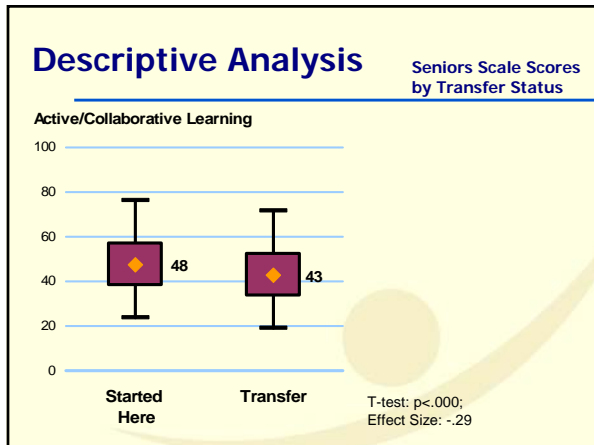 Descriptive Analysis
Seniors Scale Scores
by Transfer Status
Active/Collaborative Learning
100
80
60
40
20
0
48
43
Started
Here
Transfer
T-test: p<.000;
Effect Size: -.29